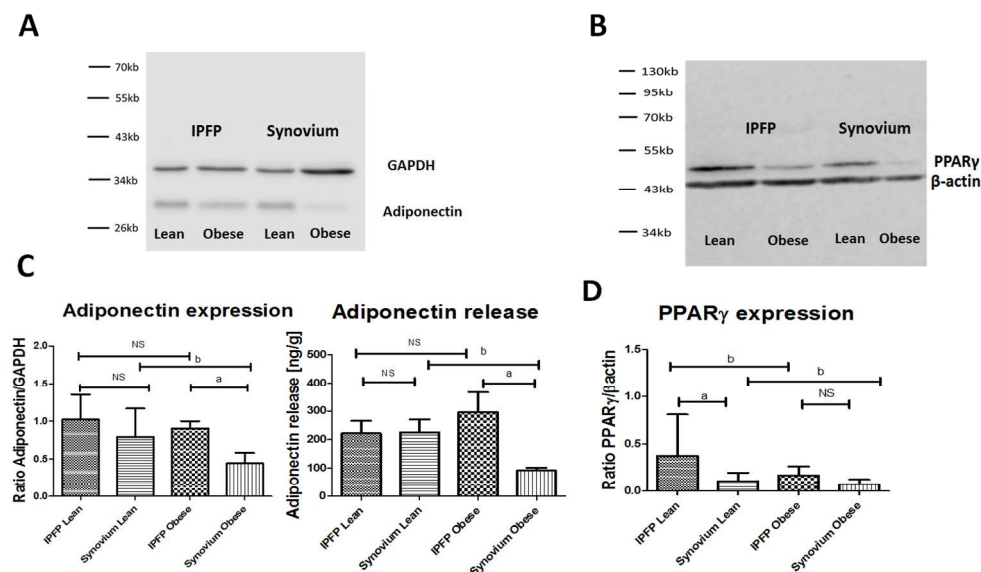 A
70kb
55kb
43kb
34kb
26kb
IPFP Synovium
GAPDH
Adiponectin
Lean Obese Lean Obese
B
130kb
95kb
70kb
55kb
43kb
34kb
IPFP Synovium
PPARγ
β-actin
Lean Obese Lean Obese
C
Adiponectin expression
Ratio Adiponectin/GAPDH
2.0
1.5
1.0
0.5
0.0
NS
b
NS
a
IPFP Lean
Synovium Lean
IPFP Obese
Synovium Obese
Adiponectin release
Adiponectin release [ng/g]
500
400
300
200
100
0
NS
b
NS
a
IPFP Lean
Synovium Lean
IPFP Obese
Synovium Obese
D
PPARγ expression
Ratio PPARγ/βactin
1.5
1.0
0.5
0.0
b
b
a
NS
IPFP Lean
Synovium Lean
IPFP Obese
Synovium Obese